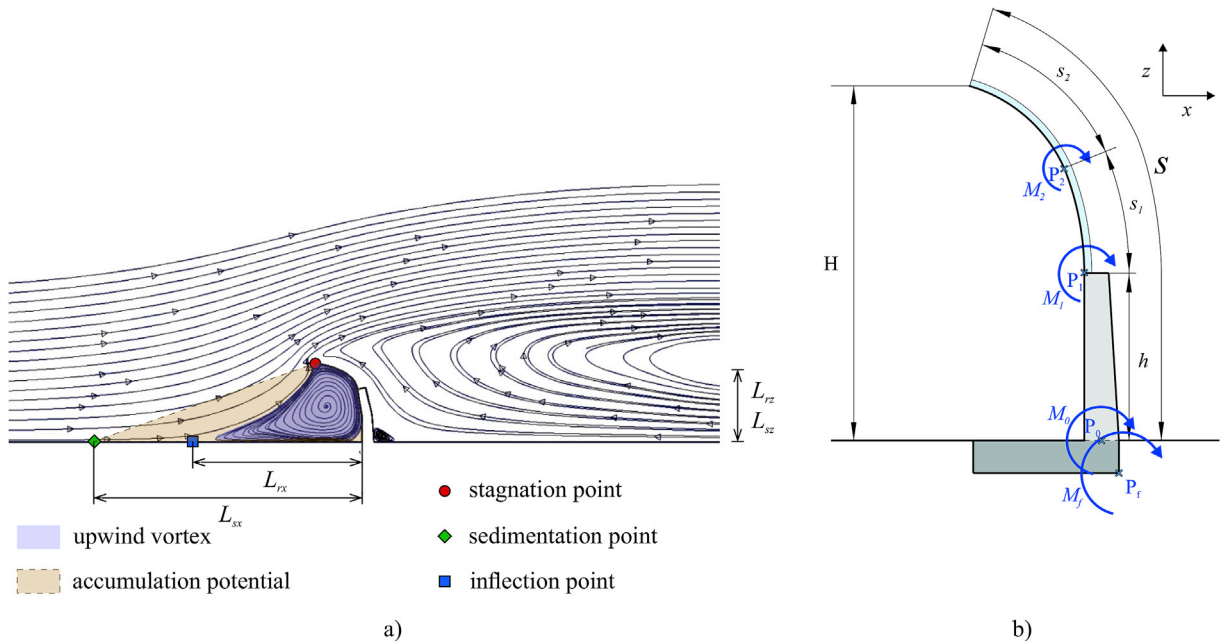 L_rz
L_sz
L_rx
L_sx
upwind vortex
accumulation potential
stagnation point
sedimentation point
inflection point
a)
z
x
s_2
S
P_2
M_2
s_1
H
P_1
M_1
h
M_0
P_0
M_f
P_f
b)